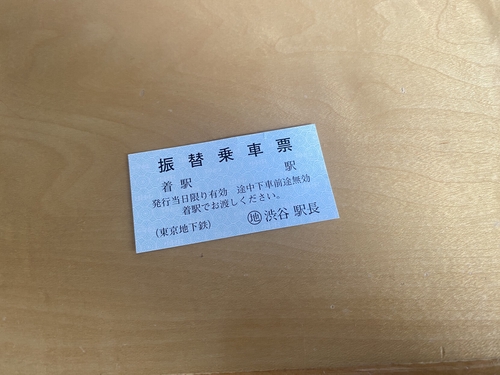 振替乗車票
着駅 駅
発行当日限り有効 途中下車前途無効
着駅でお渡しください。
(東京地下鉄) ㊞渋谷駅長